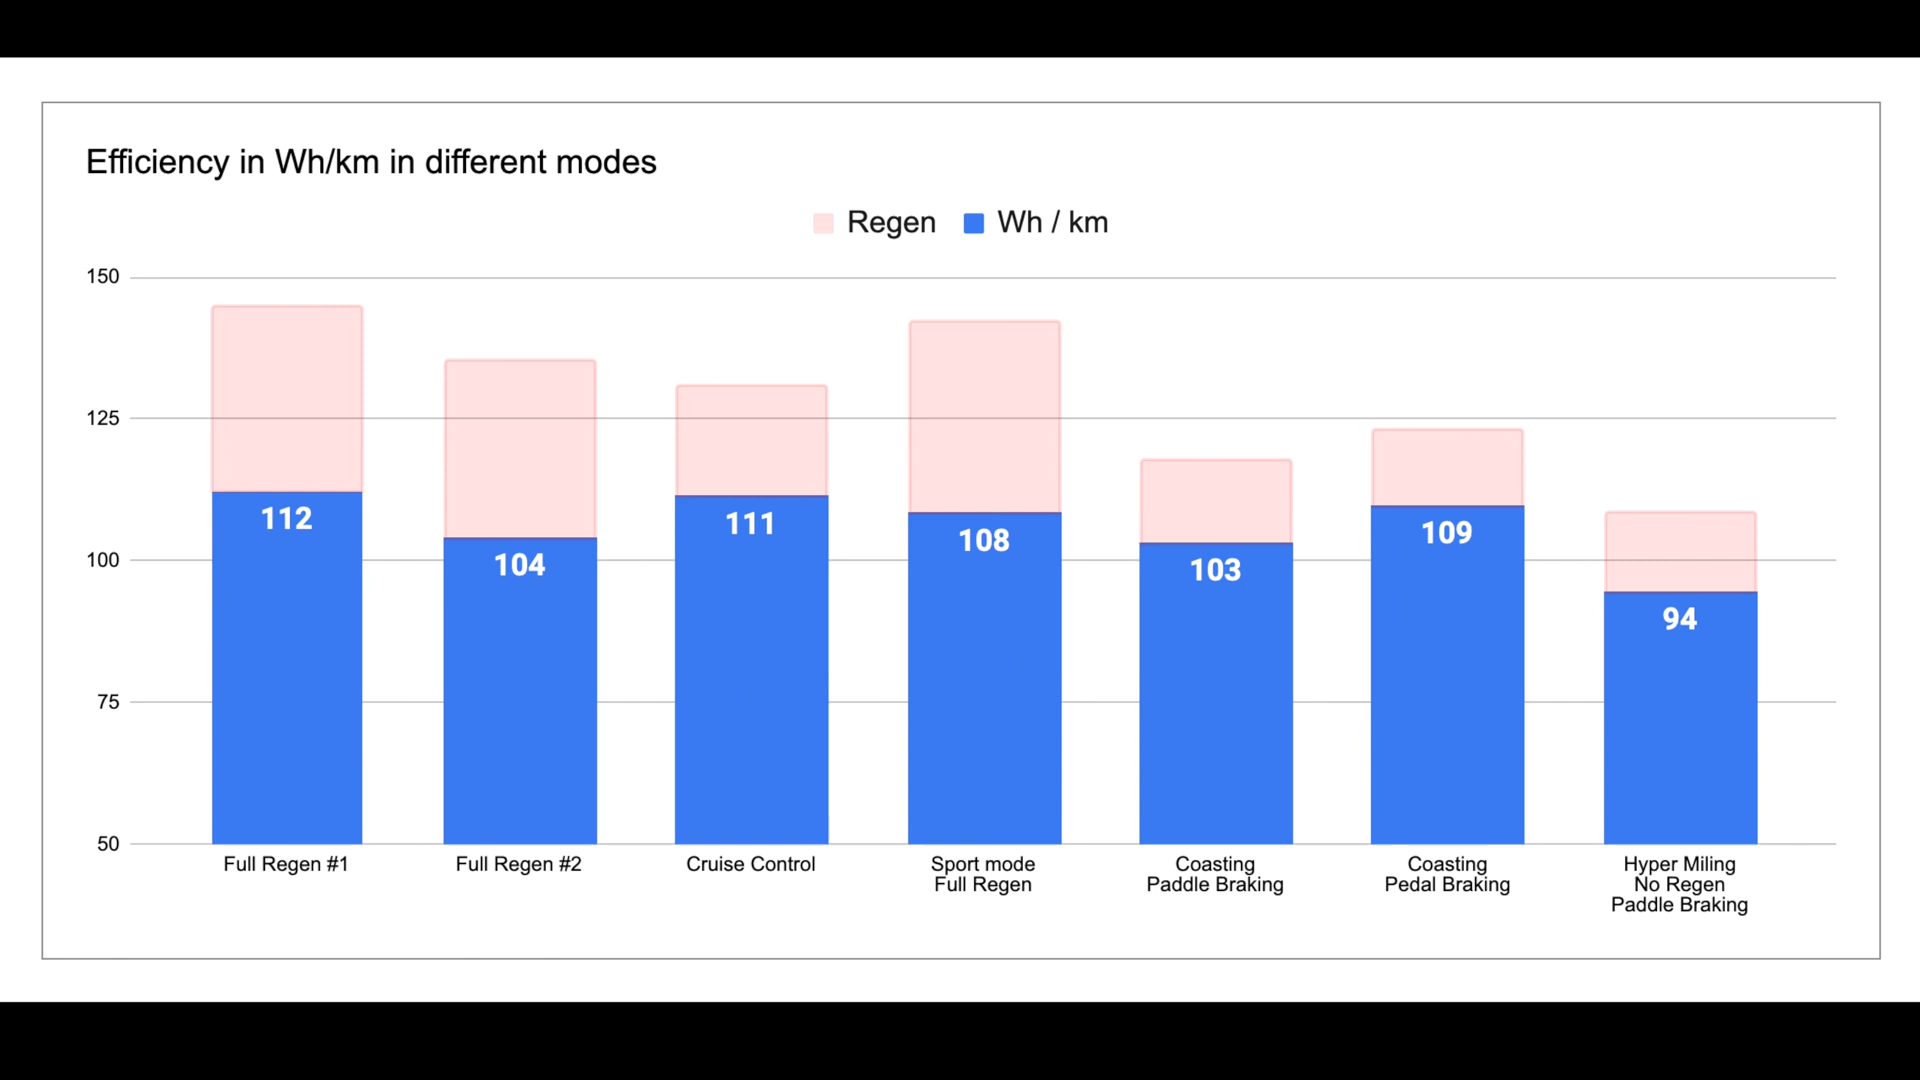 Efficiency in Wh/km in different modes
Regen Wh / km
150
125
100
75
50
112
104
111
108
103
109
94
Full Regen #1
Full Regen #2
Cruise Control
Sport mode
Full Regen
Coasting
Paddle Braking
Coasting
Pedal Braking
Hyper Miling
No Regen
Paddle Braking